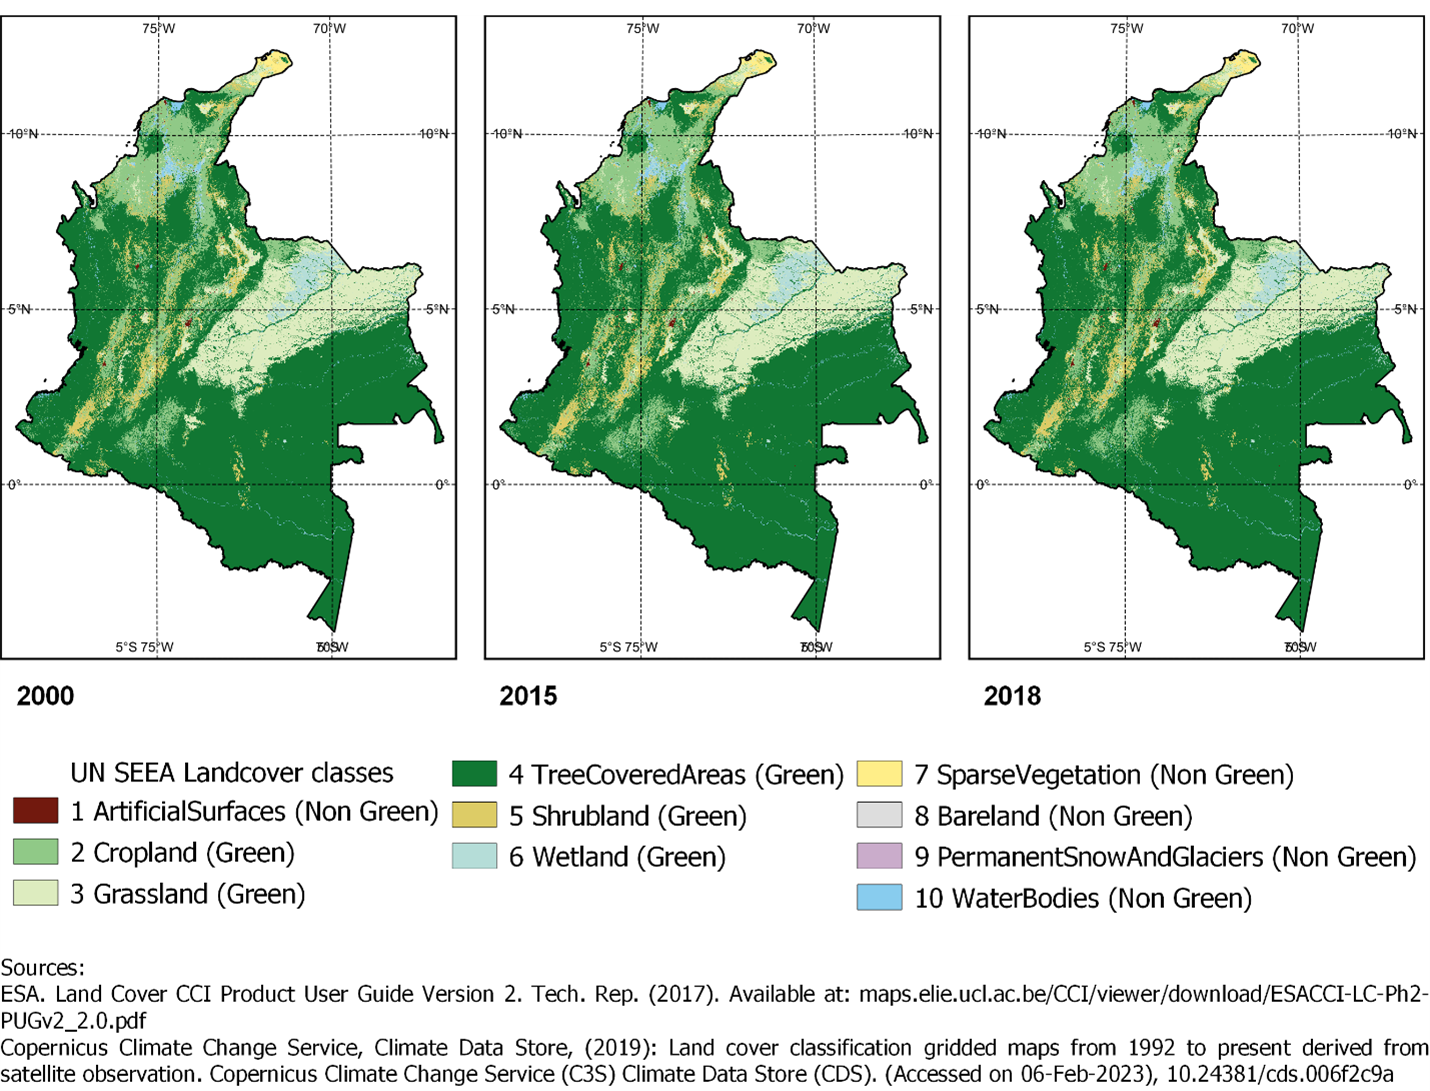 75°W 70°W 75°W 70°W 75°W 70°W
10°N 10°N 10°N 10°N 10°N 10°N
5°N 5°N 5°N 5°N 5°N 5°N
0° 0° 0° 0° 0° 0°
5°S 75°W 5°S 75°W 5°S 75°W
2000 2015 2018
UN SEEA Landcover classes
1 ArtificialSurfaces (Non Green)
2 Cropland (Green)
3 Grassland (Green)
4 TreeCoveredAreas (Green)
5 Shrubland (Green)
6 Wetland (Green)
7 SparseVegetation (Non Green)
8 Bareland (Non Green)
9 PermanentSnowAndGlaciers (Non Green)
10 WaterBodies (Non Green)
Sources:
ESA. Land Cover CCI Product User Guide Version 2. Tech. Rep. (2017). Available at: maps.elie.ucl.ac.be/CCI/viewer/download/ESACCI-LC-Ph2-
PUGv2_2.0.pdf
Copernicus Climate Change Service, Climate Data Store, (2019): Land cover classification gridded maps from 1992 to present derived from
satellite observation. Copernicus Climate Change Service (C3S) Climate Data Store (CDS). (Accessed on 06-Feb-2023), 10.24381/cds.006f2c9a